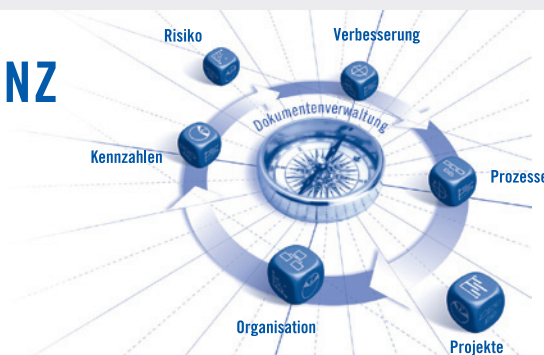 Risiko
Verbesserung
NZ
Dokumentenverwaltung
Kennzahlen
Prozesse
Organisation
Projekte